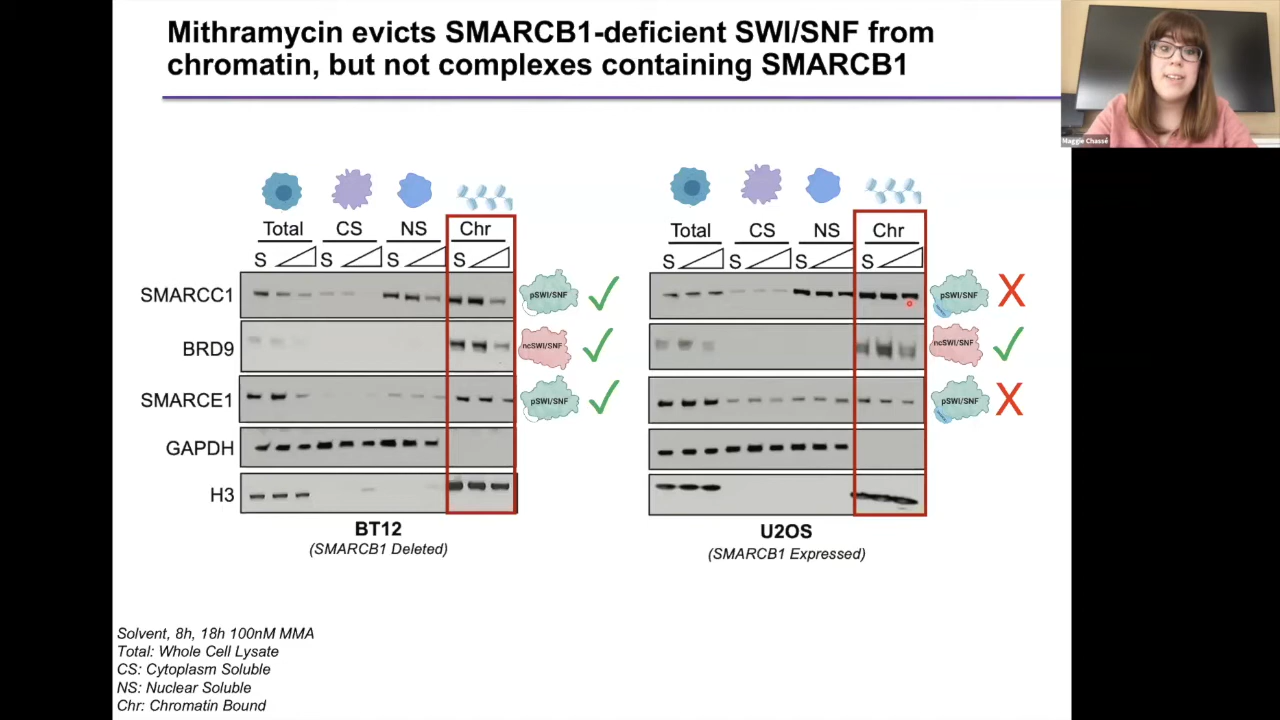 Mithramycin evicts SMARCB1-deficient SWI/SNF from
chromatin, but not complexes containing SMARCB1
Maggie Chassé
Total CS NS Chr
S S S S
SMARCC1
pSWI/SNF
BRD9
ncSWI/SNF
SMARCE1
pSWI/SNF
GAPDH
H3
BT12
(SMARCB1 Deleted)
Total CS NS Chr
S S S S
pSWI/SNF
X
ncSWI/SNF
pSWI/SNF
X
U2OS
(SMARCB1 Expressed)
Solvent, 8h, 18h 100nM MMA
Total: Whole Cell Lysate
CS: Cytoplasm Soluble
NS: Nuclear Soluble
Chr: Chromatin Bound